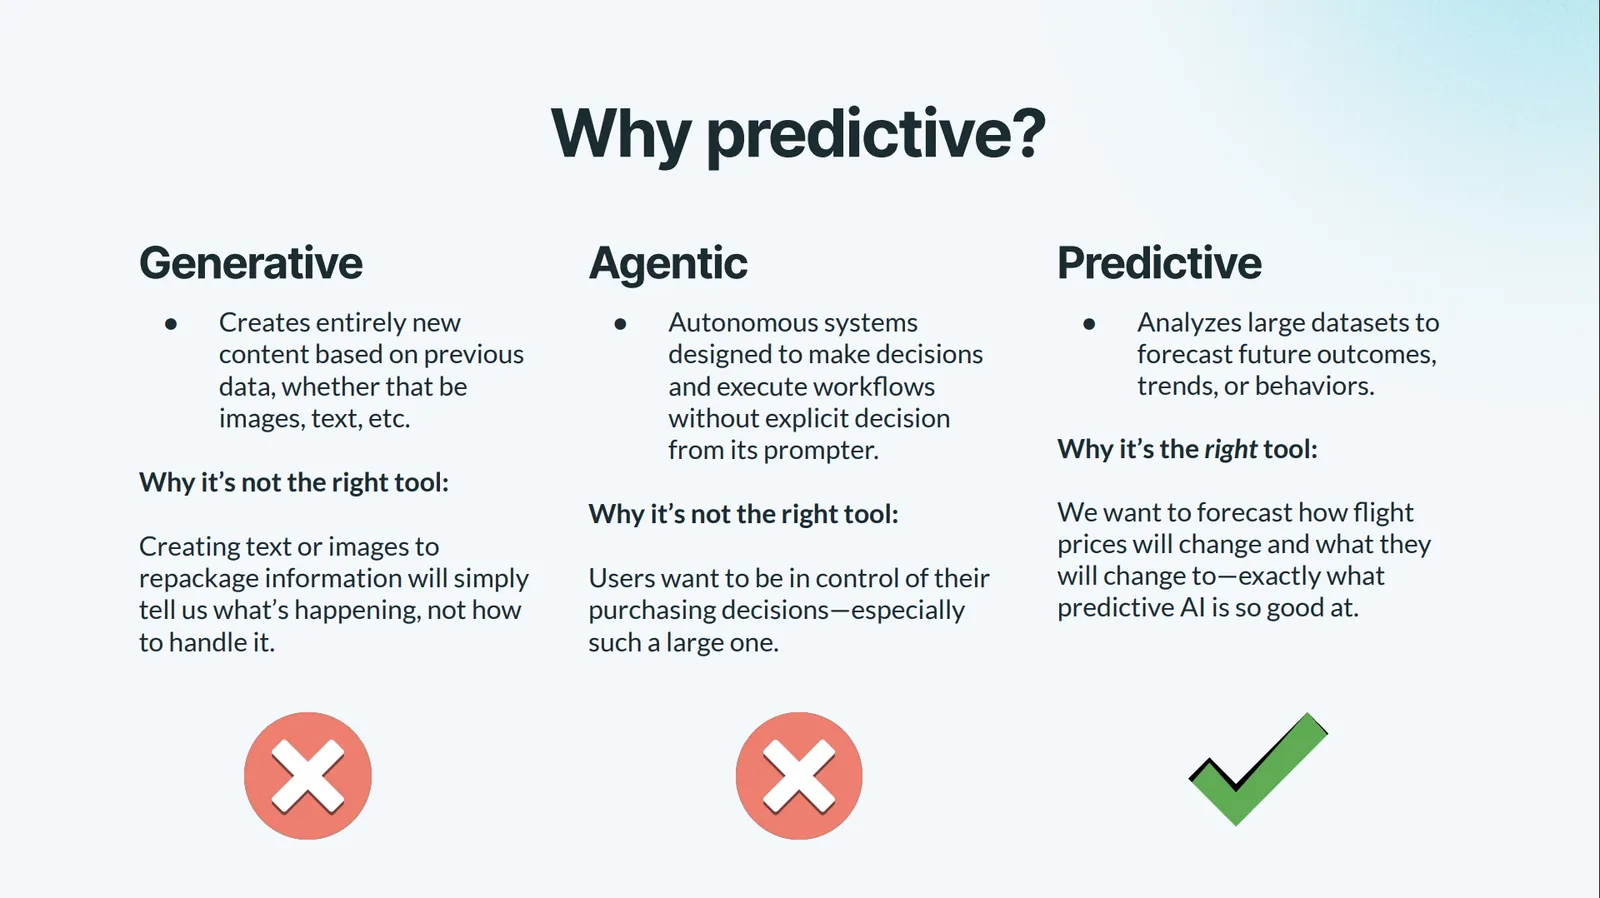 Why predictive?
Generative
● Creates entirely new
content based on previous
data, whether that be
images, text, etc.
Why it’s not the right tool:
Creating text or images to
repackage information will simply
tell us what’s happening, not how
to handle it.
Agentic
● Autonomous systems
designed to make decisions
and execute workflows
without explicit decision
from its prompter.
Why it’s not the right tool:
Users want to be in control of their
purchasing decisions—especially
such a large one.
Predictive
● Analyzes large datasets to
forecast future outcomes,
trends, or behaviors.
Why it’s the right tool:
We want to forecast how flight
prices will change and what they
will change to—exactly what
predictive AI is so good at.